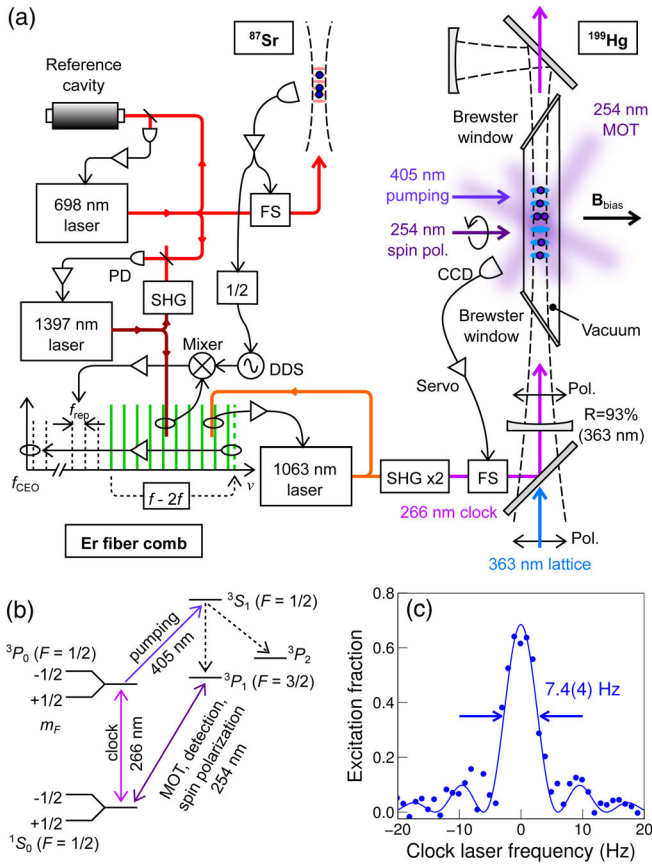 (a)
⁸⁷Sr
¹⁹⁹Hg
Reference
cavity
698 nm
laser
FS
PD
SHG
1397 nm
laser
1/2
Mixer
DDS
f_rep
f_CEO
f - 2f
ν
Er fiber comb
1063 nm
laser
SHG x2
FS
266 nm clock
Servo
CCD
Brewster
window
254 nm
MOT
405 nm
pumping
254 nm
spin pol.
B_bias
Brewster
window
Vacuum
Pol.
R=93%
(363 nm)
Pol.
363 nm lattice
(b)
³S₁ (F = 1/2)
pumping
405 nm
³P₀ (F = 1/2)
-1/2
+1/2
m_F
³P₂
³P₁ (F = 3/2)
clock
266 nm
MOT, detection,
spin polarization
254 nm
-1/2
+1/2
¹S₀ (F = 1/2)
(c)
0.8
0.6
0.4
0.2
0.0
Excitation fraction
7.4(4) Hz
-20 -10 0 10 20
Clock laser frequency (Hz)